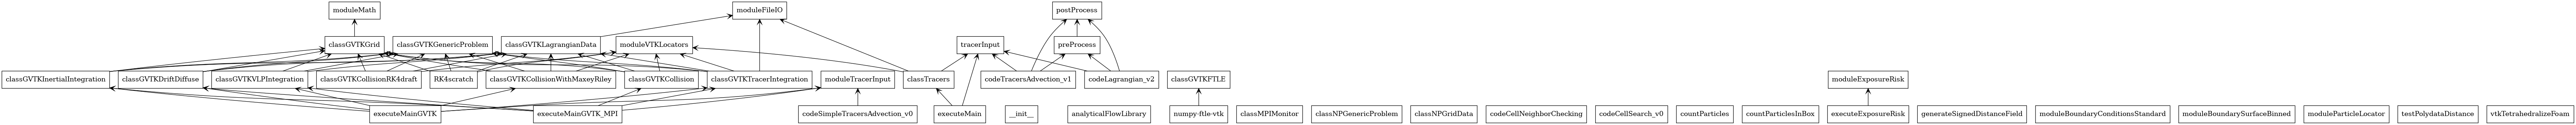 moduleMath
moduleFileIO
postProcess
classGVTKGrid
classGVTKGenericProblem
classGVTKLagrangianData
moduleVTKLocators
tracerInput
preProcess
classGVTKInertialIntegration
classGVTKDriftDiffuse
classGVTKVLPIntegration
classGVTKCollisionRK4draft
RK4scratch
classGVTKCollisionWithMaxeyRiley
classGVTKCollision
classGVTKTracerIntegration
moduleTracerInput
classTracers
codeTracersAdvection_v1
codeLagrangian_v2
classGVTKFTLE
moduleExposureRisk
executeMainGVTK
executeMainGVTK_MPI
codeSimpleTracersAdvection_v0
executeMain
__init__
analyticalFlowLibrary
numpy-ftle-vtk
classMPIMonitor
classNPGenericProblem
classNPGridData
codeCellNeighborChecking
codeCellSearch_v0
countParticles
countParticlesInBox
executeExposureRisk
generateSignedDistanceField
moduleBoundaryConditionsStandard
moduleBoundarySurfaceBinned
moduleParticleLocator
testPolydataDistance
vtkTetrahedralizeFoam